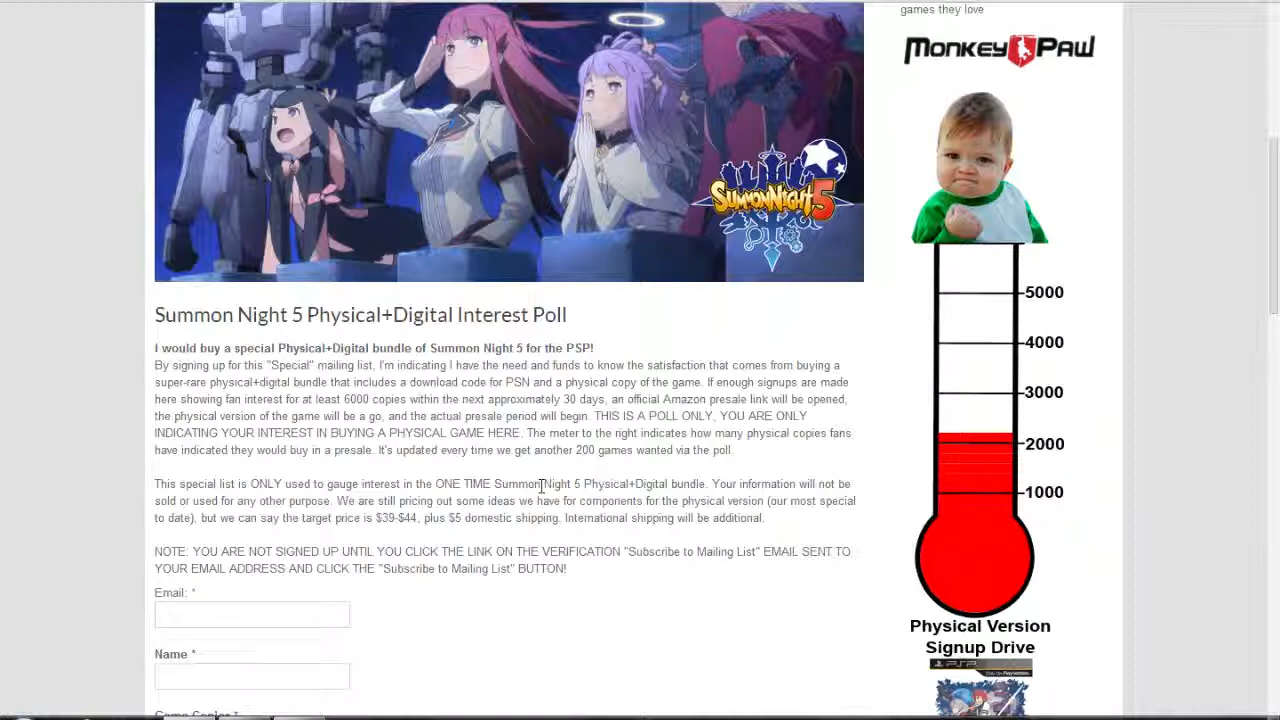 games they love
MONKEY PAW
SUMMONNIGHT 5
Summon Night 5 Physical+Digital Interest Poll
I would buy a special Physical+Digital bundle of Summon Night 5 for the PSP!
By signing up for this "Special" mailing list, I'm indicating I have the need and funds to know the satisfaction that comes from buying a
super-rare physical+digital bundle that includes a download code for PSN and a physical copy of the game. If enough signups are made
here showing fan interest for at least 6000 copies within the next approximately 30 days, an official Amazon presale link will be opened,
the physical version of the game will be a go, and the actual presale period will begin. THIS IS A POLL ONLY, YOU ARE ONLY
INDICATING YOUR INTEREST IN BUYING A PHYSICAL GAME HERE. The meter to the right indicates how many physical copies fans
have indicated they would buy in a presale. It's updated every time we get another 200 games wanted via the poll.
This special list is ONLY used to gauge interest in the ONE TIME Summon Night 5 Physical+Digital bundle. Your information will not be
sold or used for any other purpose. We are still pricing out some ideas we have for components for the physical version (our most special
to date), but we can say the target price is $39-$44, plus $5 domestic shipping. International shipping will be additional.
NOTE: YOU ARE NOT SIGNED UP UNTIL YOU CLICK THE LINK ON THE VERIFICATION "Subscribe to Mailing List" EMAIL SENT TO
YOUR EMAIL ADDRESS AND CLICK THE "Subscribe to Mailing List" BUTTON!
Email: *
Name *
Game Copies *
5000
4000
3000
2000
1000
Physical Version
Signup Drive
PSP